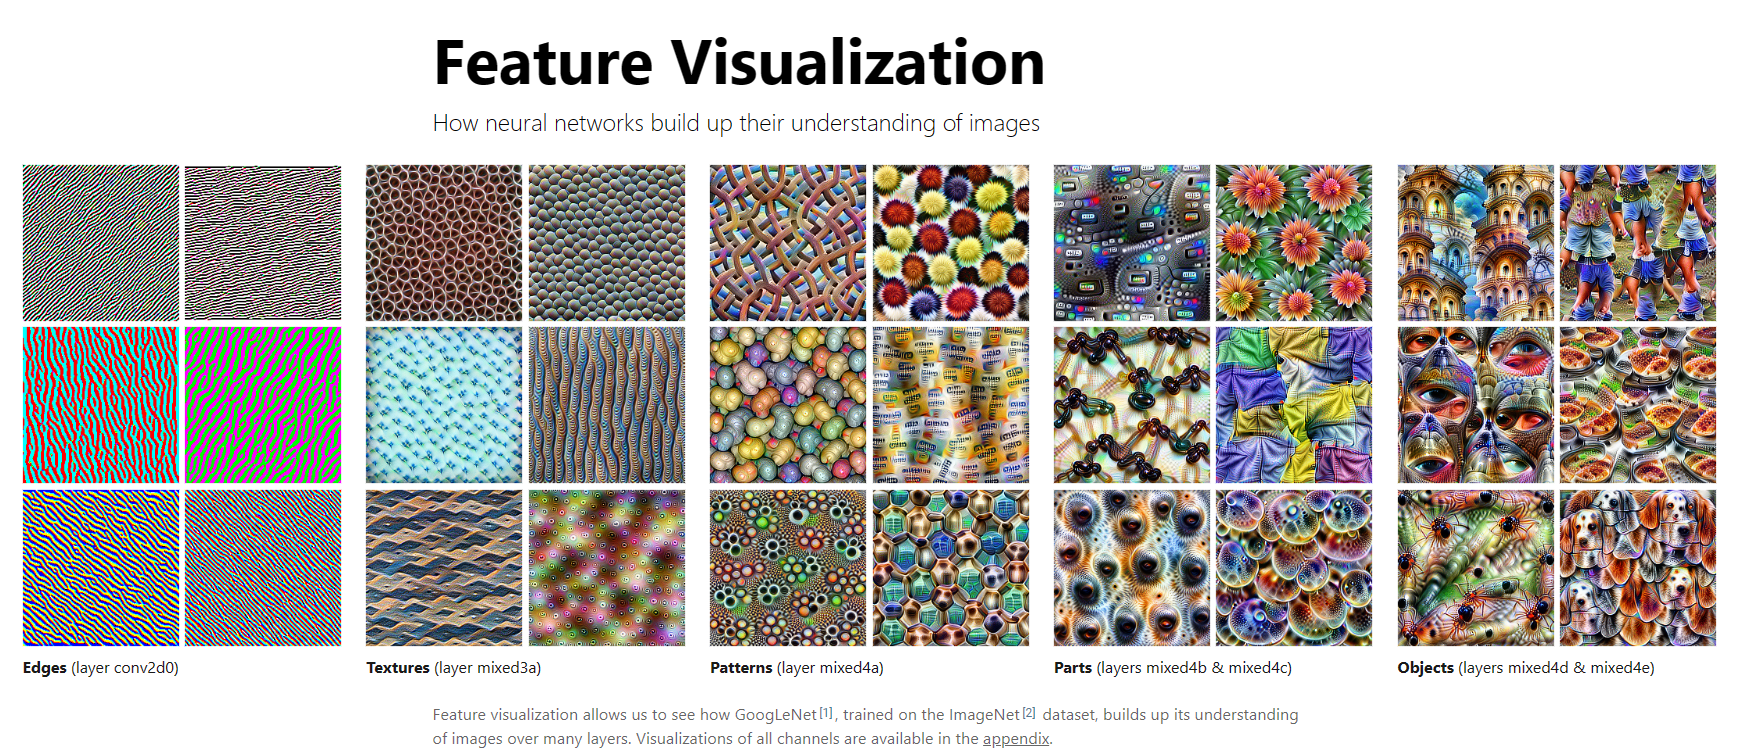 Feature Visualization
How neural networks build up their understanding of images
Edges (layer conv2d0)
Textures (layer mixed3a)
Patterns (layer mixed4a)
Parts (layers mixed4b & mixed4c)
Objects (layers mixed4d & mixed4e)
Feature visualization allows us to see how GoogLeNet[1], trained on the ImageNet[2] dataset, builds up its understanding
of images over many layers. Visualizations of all channels are available in the appendix.